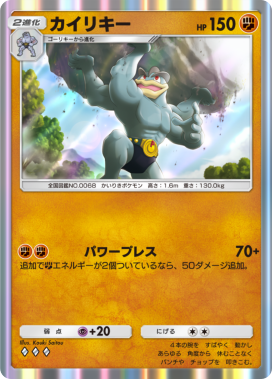 2進化
カイリキー
HP 150
ゴーリキーから進化
全国図鑑NO.0068 かいりきポケモン 高さ:1.6m 重さ:130.0kg
パワープレス 70+
追加で闘エネルギーが2個ついているなら、50ダメージ追加。
弱点 +20 にげる
Illus. Kouki Saitou
4本の腕を すばやく 動かし
あらゆる 角度から 休むことなく
パンチや チョップを 叩きこむ。